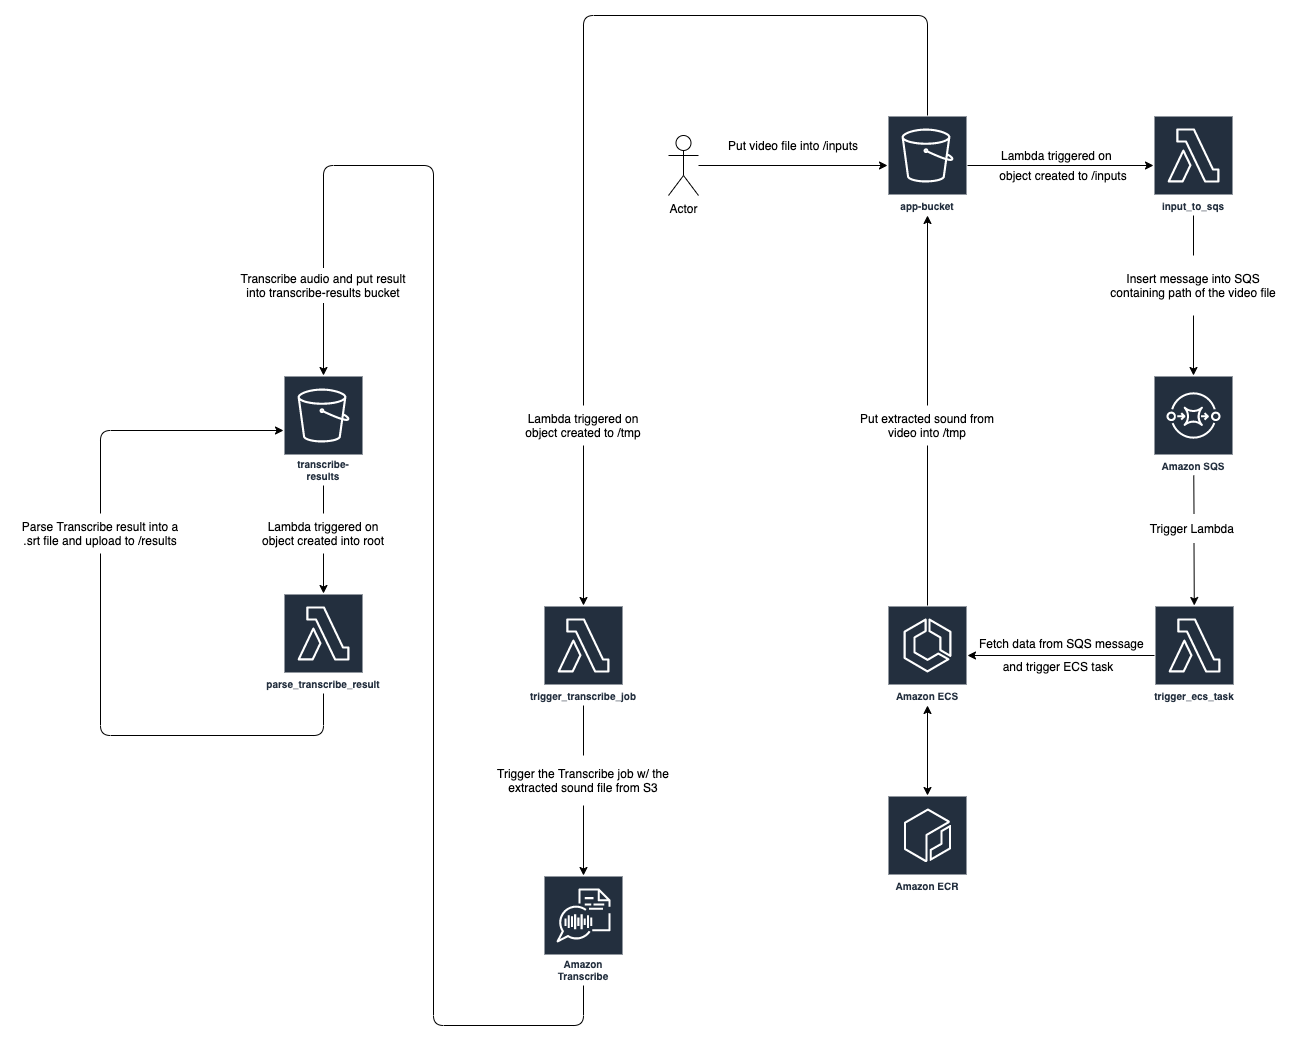 Put video file into /inputs
Actor
app-bucket
Lambda triggered on
object created to /inputs
input_to_sqs
Insert message into SQS
containing path of the video file
Amazon SQS
Trigger Lambda
trigger_ecs_task
Fetch data from SQS message
and trigger ECS task
Amazon ECS
Amazon ECR
Put extracted sound from
video into /tmp
Lambda triggered on
object created to /tmp
trigger_transcribe_job
Trigger the Transcribe job w/ the
extracted sound file from S3
Amazon
Transcribe
Transcribe audio and put result
into transcribe-results bucket
transcribe-
results
Lambda triggered on
object created into root
parse_transcribe_result
Parse Transcribe result into a
.srt file and upload to /results